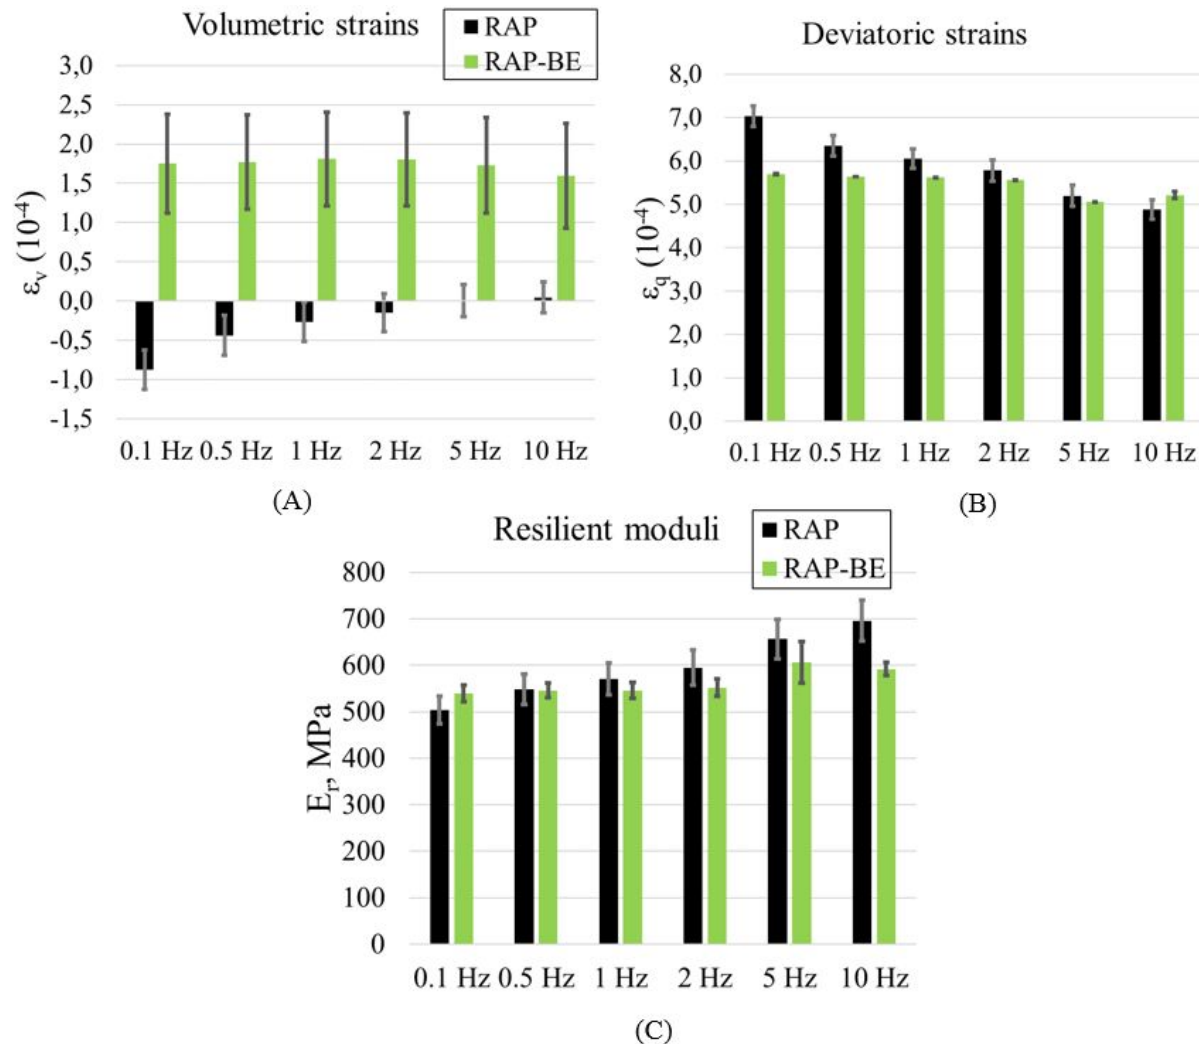 Volumetric strains
RAP
RAP-BE
εv (10-4)
3,0
2,5
2,0
1,5
1,0
0,5
0,0
-0,5
-1,0
-1,5
0.1 Hz 0.5 Hz 1 Hz 2 Hz 5 Hz 10 Hz
(A)
Deviatoric strains
εq (10-4)
8,0
7,0
6,0
5,0
4,0
3,0
2,0
1,0
0,0
0.1 Hz 0.5 Hz 1 Hz 2 Hz 5 Hz 10 Hz
(B)
Resilient moduli
RAP
RAP-BE
Er, MPa
800
700
600
500
400
300
200
100
0
0.1 Hz 0.5 Hz 1 Hz 2 Hz 5 Hz 10 Hz
(C)